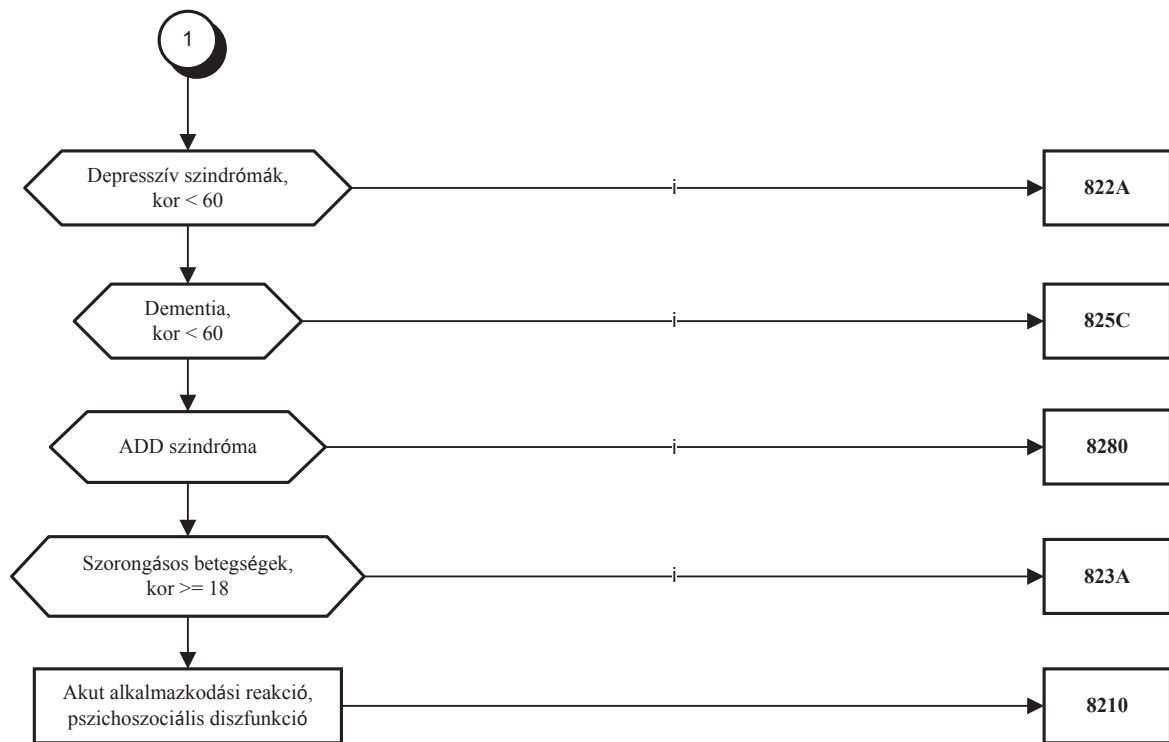 1
Depresszív szindrómák,
kor < 60
i
822A
Dementia,
kor < 60
i
825C
ADD szindróma
i
8280
Szorongásos betegségek,
kor >= 18
i
823A
Akut alkalmazkodási reakció,
pszichoszociális diszfunkció
8210